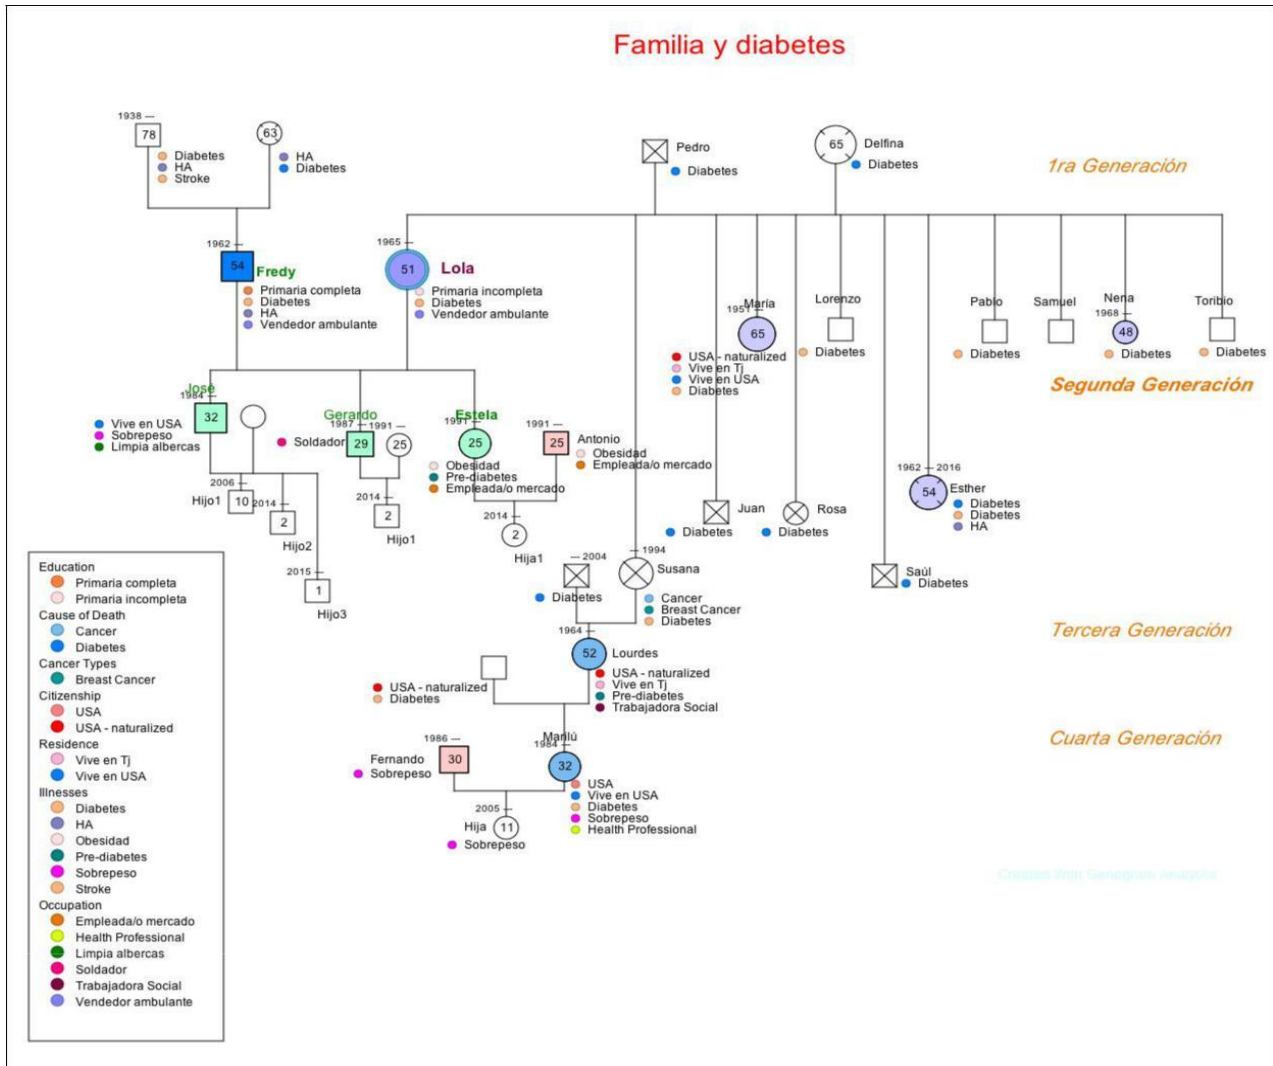 Familia y diabetes
1938 —
78
63
Diabetes
HA
Stroke
HA
Diabetes
Pedro
Diabetes
65
Delfina
Diabetes
1ra Generación
1962 —
54
Fredy
Primaria completa
Diabetes
HA
Vendedor ambulante
1965 —
51
Lola
Primaria incompleta
Diabetes
Vendedor ambulante
María
1951 —
65
USA - naturalized
Vive en Tj
Vive en USA
Diabetes
Lorenzo
Diabetes
Pablo
Diabetes
Samuel
Nena
1968 —
48
Diabetes
Toribio
Diabetes
Segunda Generación
José
1984 —
32
Vive en USA
Sobrepeso
Limpia albercas
Gerardo
1987 —
29
Soldador
1991 —
25
Estela
1991 —
25
Obesidad
Pre-diabetes
Empleada/o mercado
1991 —
25
Antonio
Obesidad
Empleada/o mercado
2006 —
Hijo1
10
2014 —
2
Hijo2
2015 —
1
Hijo3
2014 —
2
Hijo1
2014 —
2
Hija1
Juan
Diabetes
Rosa
Diabetes
1962 — 2016
54
Esther
Diabetes
Diabetes
HA
Saúl
Diabetes
— 2004
Diabetes
— 1994
Susana
Cancer
Breast Cancer
Diabetes
Tercera Generación
1964 —
52
Lourdes
USA - naturalized
Vive en Tj
Pre-diabetes
Trabajadora Social
USA - naturalized
Diabetes
Cuarta Generación
1986 —
Fernando
30
Sobrepeso
Marilú
1984 —
32
USA
Vive en USA
Diabetes
Sobrepeso
Health Professional
2005 —
Hija
11
Sobrepeso
Education
Primaria completa
Primaria incompleta
Cause of Death
Cancer
Diabetes
Cancer Types
Breast Cancer
Citizenship
USA
USA - naturalized
Residence
Vive en Tj
Vive en USA
Illnesses
Diabetes
HA
Obesidad
Pre-diabetes
Sobrepeso
Stroke
Occupation
Empleada/o mercado
Health Professional
Limpia albercas
Soldador
Trabajadora Social
Vendedor ambulante
Created With Genogram Analytics